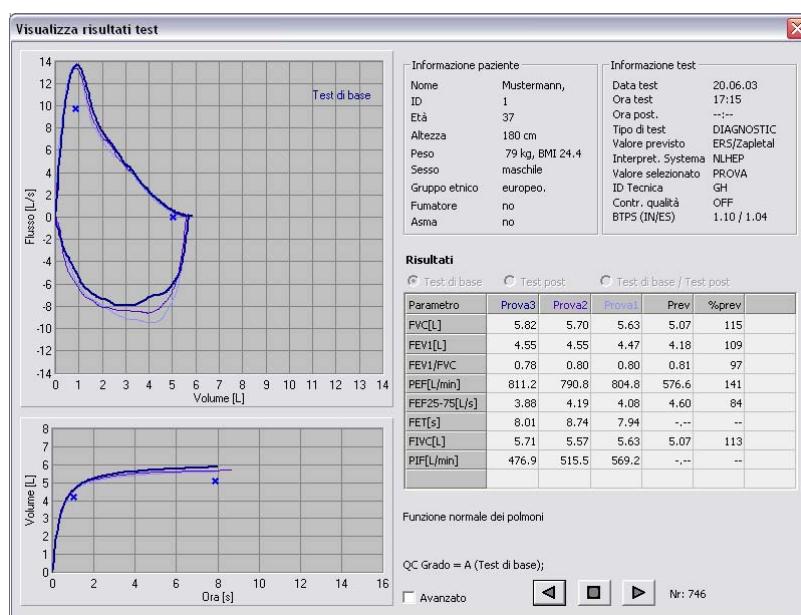 Visualizza risultati test
14
12
10
8
6
4
2
0
-2
-4
-6
-8
-10
-12
-14
Flusso [L/s]
Test di base
0 1 2 3 4 5 6 7 8 9 10 11 12 13 14
Volume [L]
8
7
6
5
4
3
2
1
0
Volume [L]
0 2 4 6 8 10 12 14 16
Ora [s]
Informazione paziente
Nome Mustermann,
ID 1
Età 37
Altezza 180 cm
Peso 79 kg, BMI 24.4
Sesso maschile
Gruppo etnico europeo.
Fumatore no
Asma no
Informazione test
Data test 20.06.03
Ora test 17:15
Ora post. --:--
Tipo di test DIAGNOSTIC
Valore previsto ERS/Zapletal
Interpret. Systema NLHEP
Valore selezionato PROVA
ID Tecnica GH
Contr. qualità OFF
BTPS (IN/ES) 1.10 / 1.04
Risultati
Test di base Test post Test di base / Test post
Parametro Prova3 Prova2 Prova1 Prev %prev
FVC[L] 5.82 5.70 5.63 5.07 115
FEV1[L] 4.55 4.55 4.47 4.18 109
FEV1/FVC 0.78 0.80 0.80 0.81 97
PEF[L/min] 811.2 790.8 804.8 576.6 141
FEF25-75[L/s] 3.88 4.19 4.08 4.60 84
FET[s] 8.01 8.74 7.94 -.-- --
FIVC[L] 5.71 5.57 5.63 5.07 113
PIF[L/min] 476.9 515.5 569.2 -.-- --
Funzione normale dei polmoni
QC Grado = A (Test di base);
Avanzato
Nr: 746